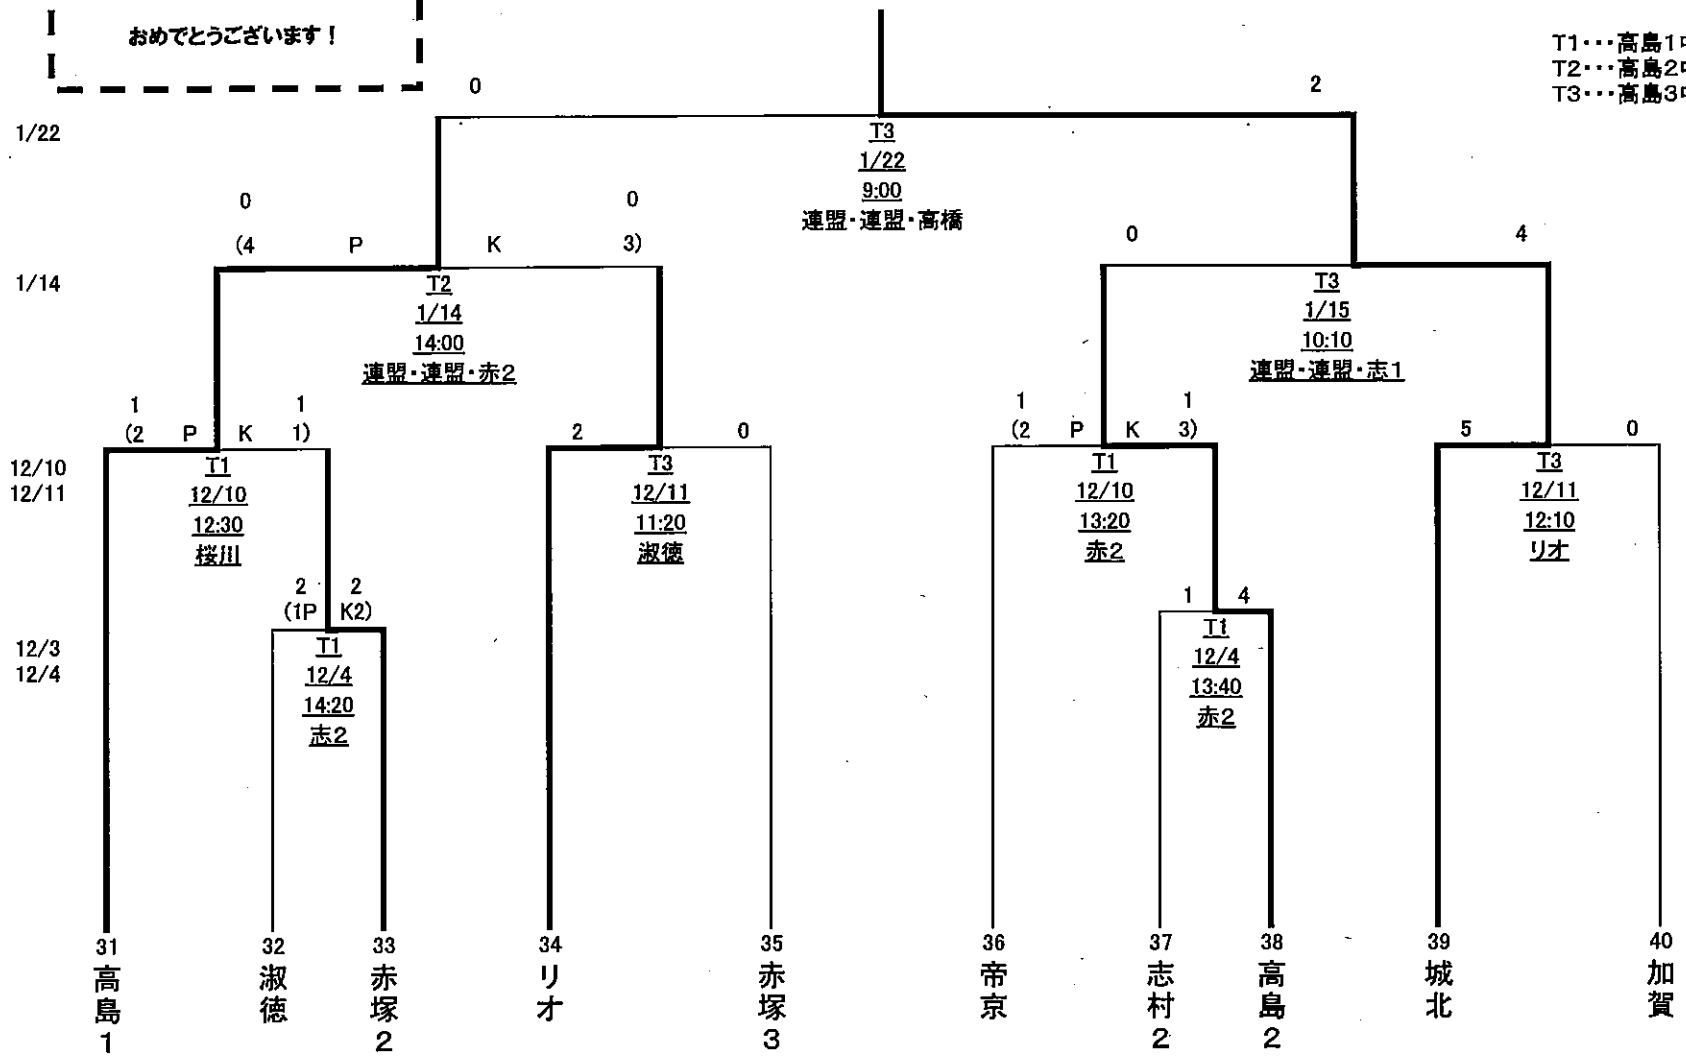 おめでとうございます！
T1・・・高島1
T2・・・高島2
T3・・・高島3
0
2
1/22
T3
1/22
9:00
連盟・連盟・高橋
0
0
(4 P K 3)
0
4
1/14
T2
1/14
14:00
連盟・連盟・赤2
T3
1/15
10:10
連盟・連盟・志1
1
1
(2 P K 1)
2
0
1
1
(2 P K 3)
5
0
12/10
12/11
T1
12/10
12:30
桜川
T3
12/11
11:20
淑徳
T1
12/10
13:20
赤2
T3
12/11
12:10
リオ
2 2
(1P K2)
1 4
12/3
12/4
T1
12/4
14:20
志2
T1
12/4
13:40
赤2
31
高島1
32
淑徳
33
赤塚2
34
リオ
35
赤塚3
36
帝京
37
志村2
38
高島2
39
城北
40
加賀